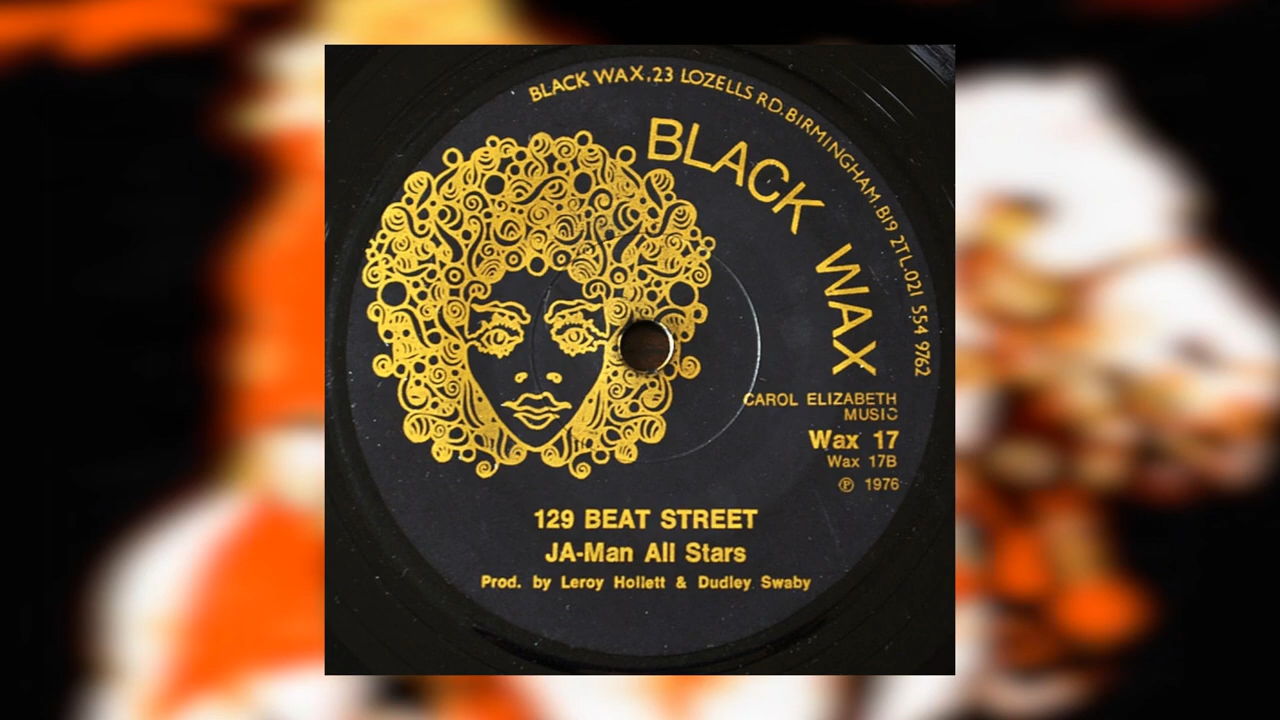 BLACK WAX.23 LOZELLS RD.BIRMINGHAM.B19 2TL.021 554 9762
BLACK WAX
CAROL ELIZABETH
MUSIC
Wax 17
Wax 17B
℗ 1976
129 BEAT STREET
JA-Man All Stars
Prod. by Leroy Hollett & Dudley Swaby